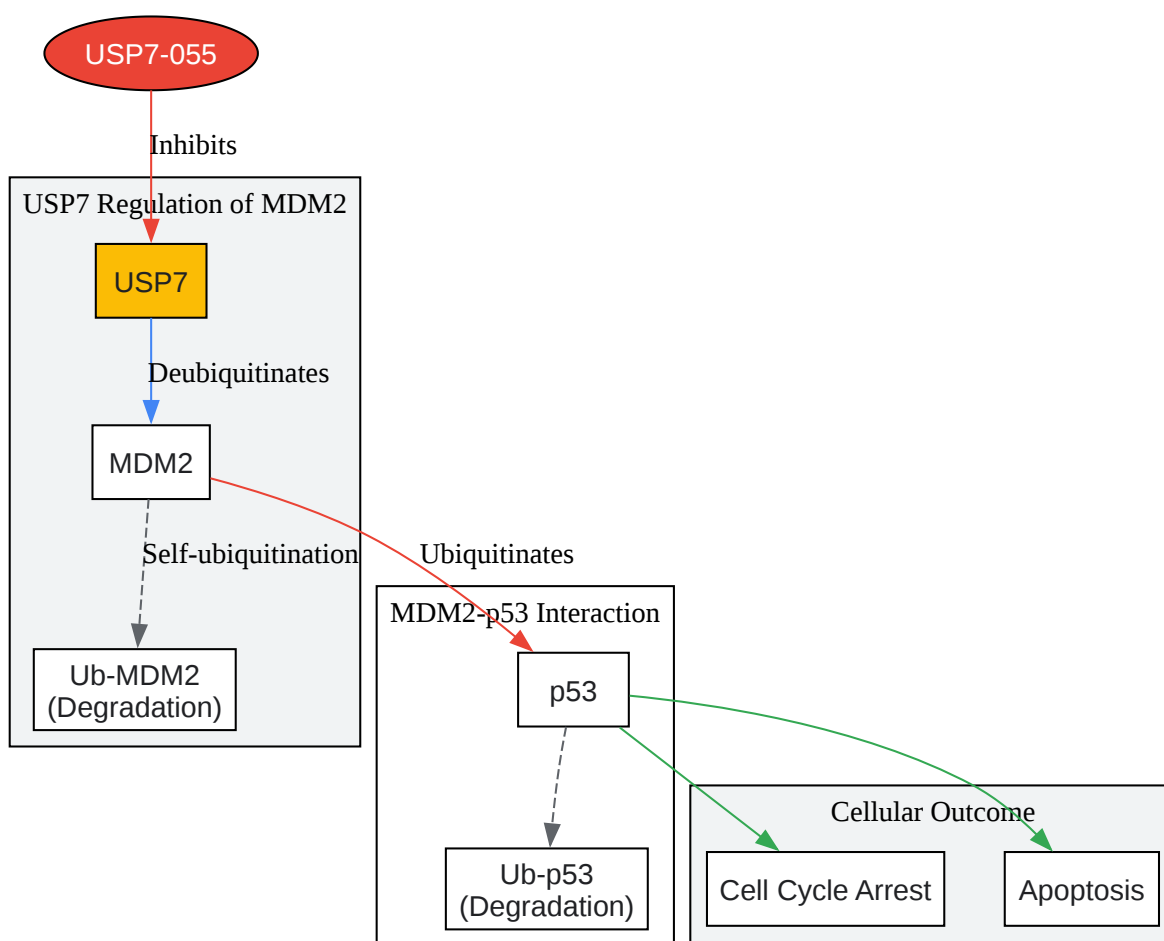 USP7-055
Inhibits
USP7 Regulation of MDM2
USP7
Deubiquitinates
MDM2
Self-ubiquitination
Ubiquitinates
MDM2-p53 Interaction
Ub-MDM2
(Degradation)
p53
Cellular Outcome
Ub-p53
(Degradation)
Cell Cycle Arrest
Apoptosis